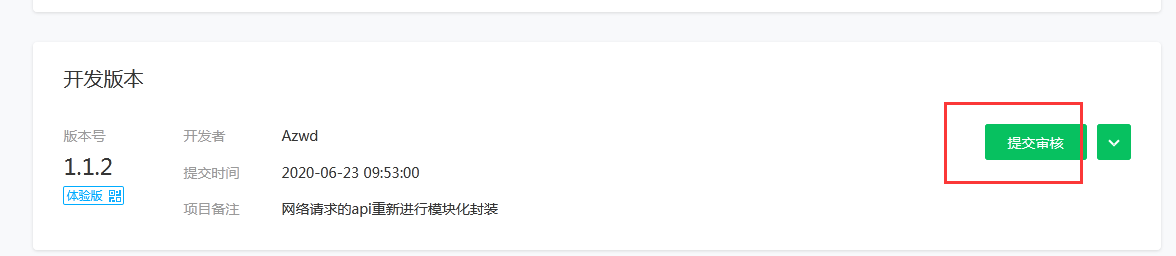 开发版本
版本号
1.1.2
体验版
开发者 Azwd
提交时间 2020-06-23 09:53:00
项目备注 网络请求的api重新进行模块化封装
提交审核